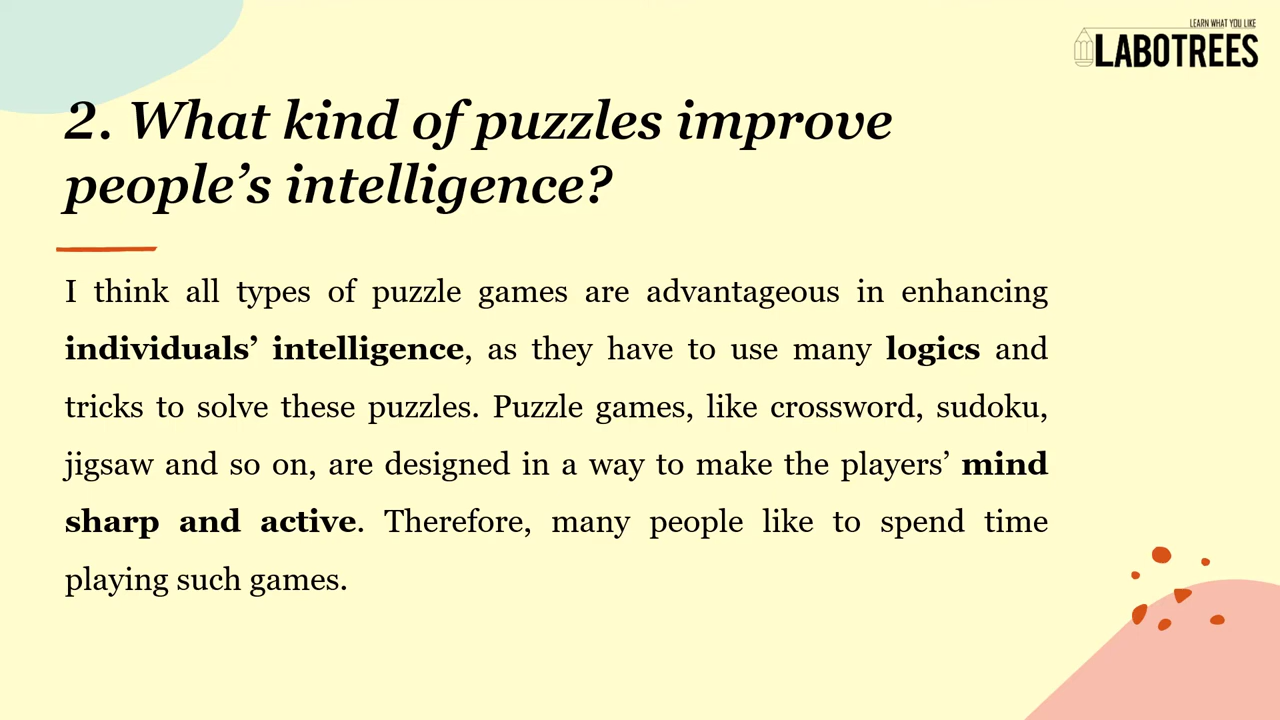 LEARN WHAT YOU LIKE
LABOTREES
2. What kind of puzzles improve
people’s intelligence?
I think all types of puzzle games are advantageous in enhancing
individuals’ intelligence, as they have to use many logics and
tricks to solve these puzzles. Puzzle games, like crossword, sudoku,
jigsaw and so on, are designed in a way to make the players’ mind
sharp and active. Therefore, many people like to spend time
playing such games.